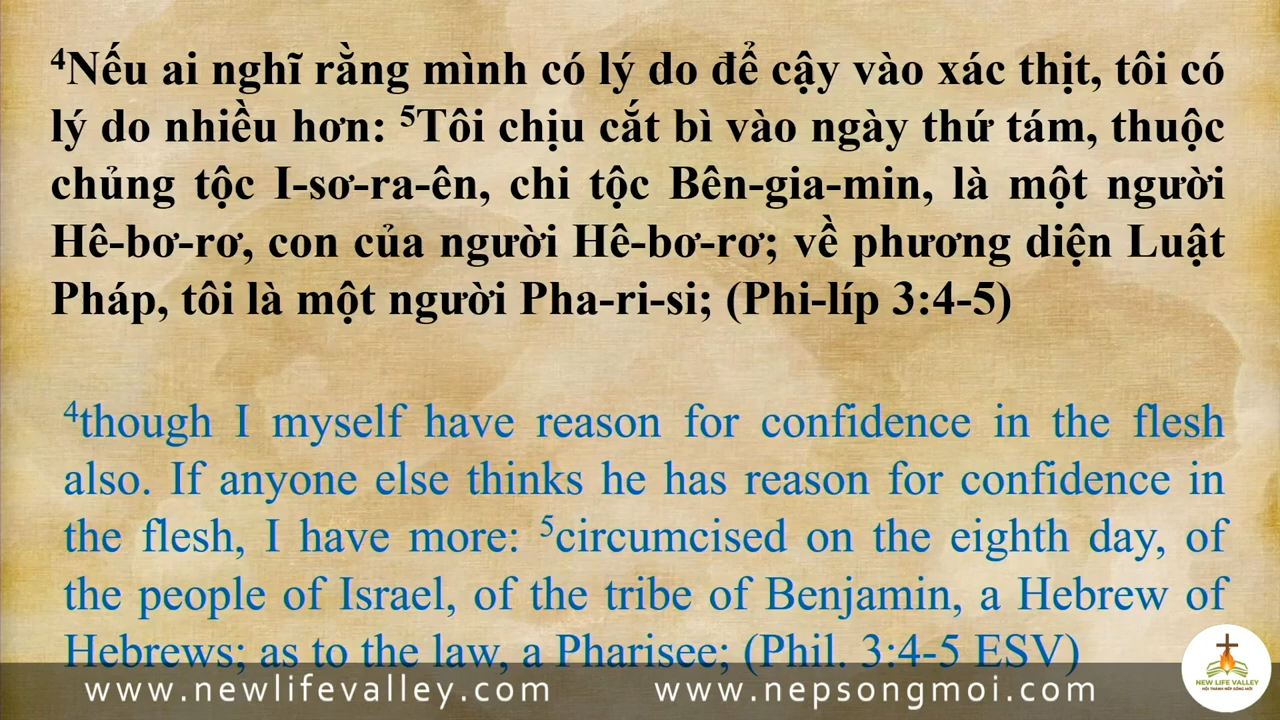 ⁴Nếu ai nghĩ rằng mình có lý do để cậy vào xác thịt, tôi có
lý do nhiều hơn: ⁵Tôi chịu cắt bì vào ngày thứ tám, thuộc
chủng tộc I-sơ-ra-ên, chi tộc Bên-gia-min, là một người
Hê-bơ-rơ, con của người Hê-bơ-rơ; về phương diện Luật
Pháp, tôi là một người Pha-ri-si; (Phi-líp 3:4-5)
⁴though I myself have reason for confidence in the flesh
also. If anyone else thinks he has reason for confidence in
the flesh, I have more: ⁵circumcised on the eighth day, of
the people of Israel, of the tribe of Benjamin, a Hebrew of
Hebrews; as to the law, a Pharisee; (Phil. 3:4-5 ESV)
www.newlifevalley.com www.nepsongmoi.com
NEW LIFE VALLEY
HỘI THÁNH NẾP SỐNG MỚI